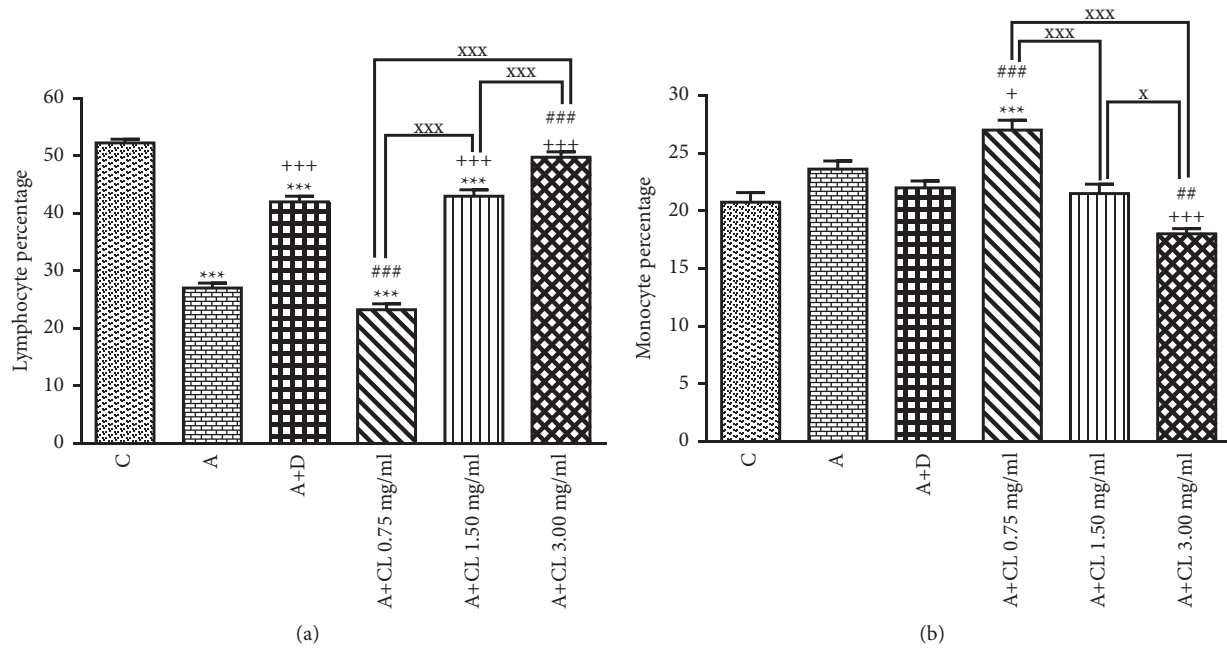 xxx
xxx
xxx
###
+++
+++
***
+++
***
***
###
***
60
50
40
30
20
10
0
Lymphocyte percentage
C
A
A+D
A+CL 0.75 mg/ml
A+CL 1.50 mg/ml
A+CL 3.00 mg/ml
(a)
xxx
xxx
x
###
+
***
##
+++
30
25
20
15
10
5
0
Monocyte percentage
C
A
A+D
A+CL 0.75 mg/ml
A+CL 1.50 mg/ml
A+CL 3.00 mg/ml
(b)